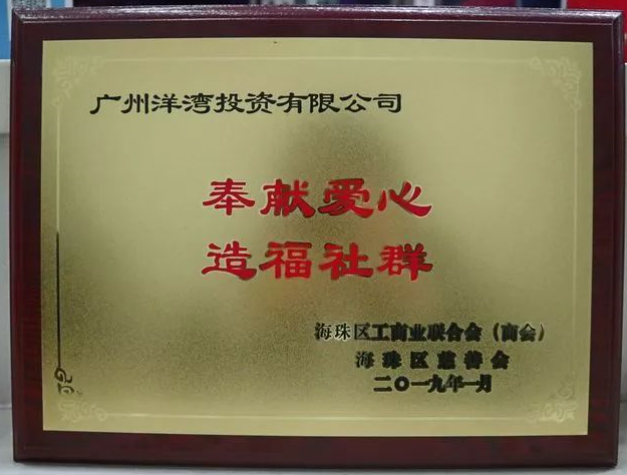 广州洋湾投资有限公司
奉献爱心
造福社群
海珠区工商业联合会（商会）
海珠区慈善会
二〇一九年一月